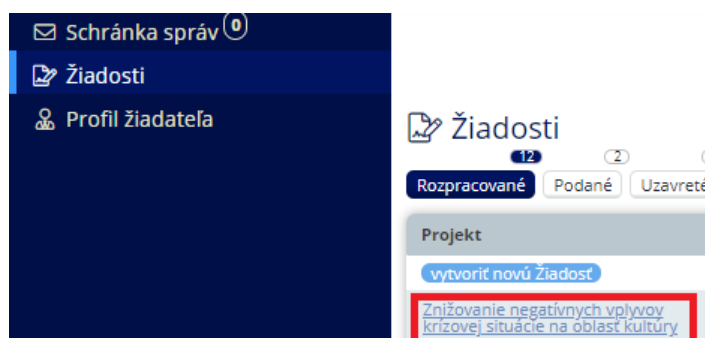 Schránka správ 0
Žiadosti
Profil žiadateľa
Žiadosti
12 2
Rozpracované Podané Uzavreté
Projekt
vytvoriť novú Žiadosť
Znižovanie negatívnych vplyvov
krízovej situácie na oblasť kultúry